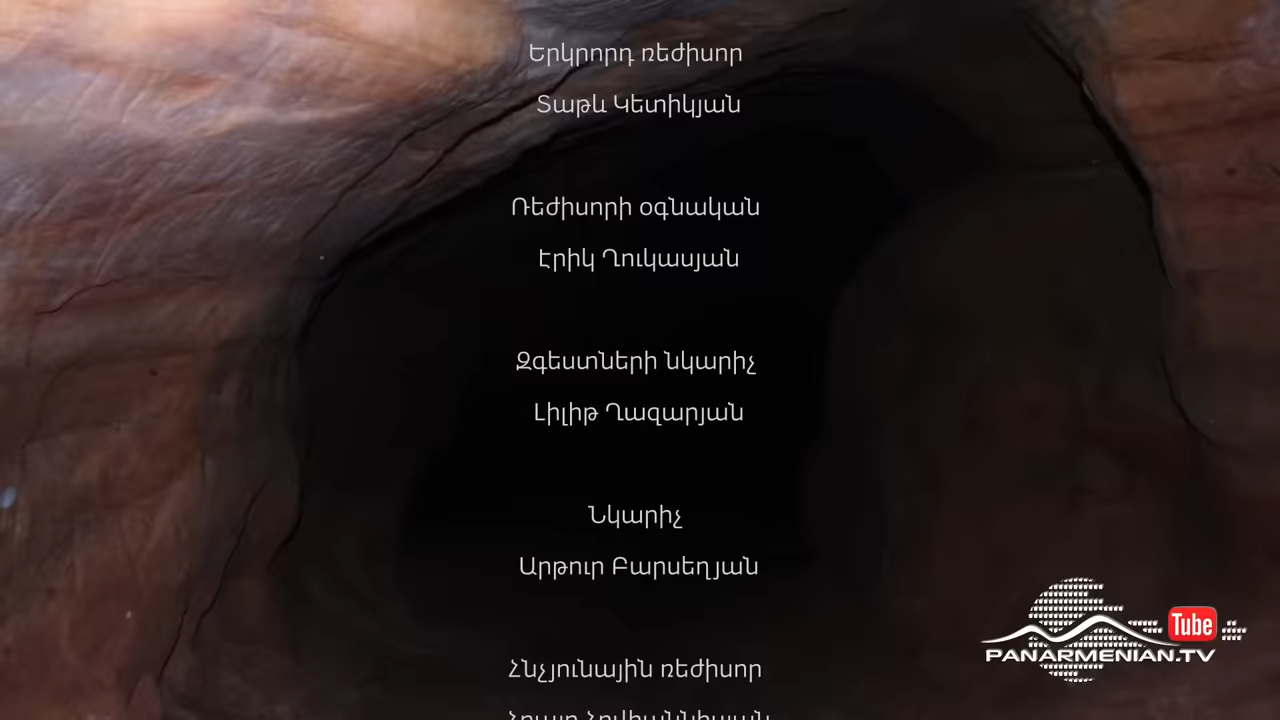 Երկրորդ ռեժիսոր
Տաթև Կետիկյան
Ռեժիսորի օգնական
Էրիկ Ղուկասյան
Զգեստների նկարիչ
Լիլիթ Ղազարյան
Նկարիչ
Արթուր Բարսեղյան
Հնչյունային ռեժիսոր
Tube
PANARMENIAN.TV